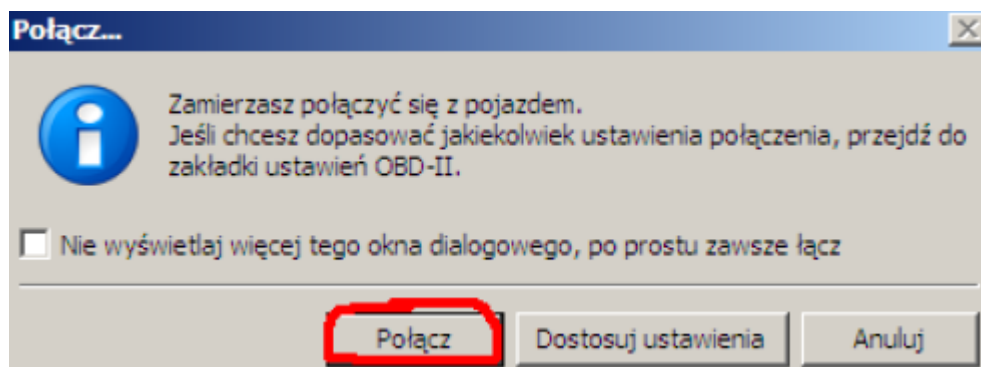 Połącz...
Zamierzasz połączyć się z pojazdem.
Jeśli chcesz dopasować jakiekolwiek ustawienia połączenia, przejdź do
zakładki ustawień OBD-II.
Nie wyświetlaj więcej tego okna dialogowego, po prostu zawsze łącz
Połącz Dostosuj ustawienia Anuluj